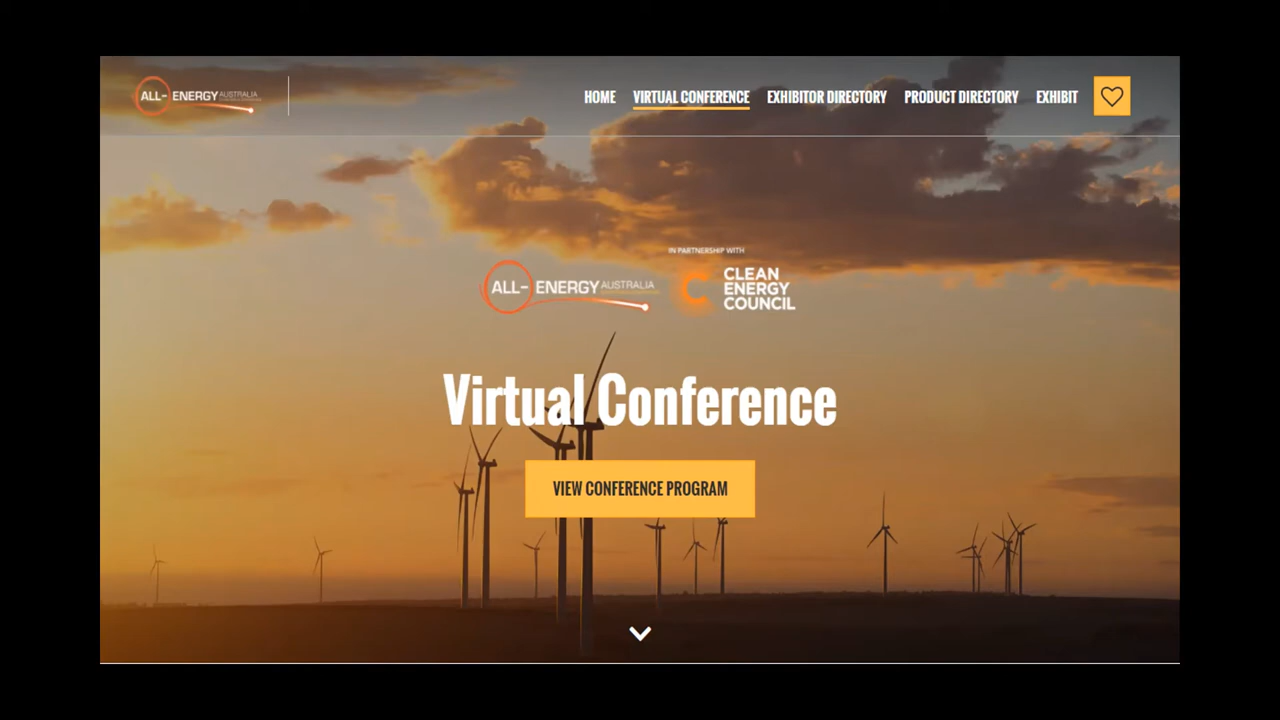 ALL-ENERGY AUSTRALIA
HOME VIRTUAL CONFERENCE EXHIBITOR DIRECTORY PRODUCT DIRECTORY EXHIBIT
IN PARTNERSHIP WITH
ALL-ENERGY AUSTRALIA
CLEAN
ENERGY
COUNCIL
Virtual Conference
VIEW CONFERENCE PROGRAM